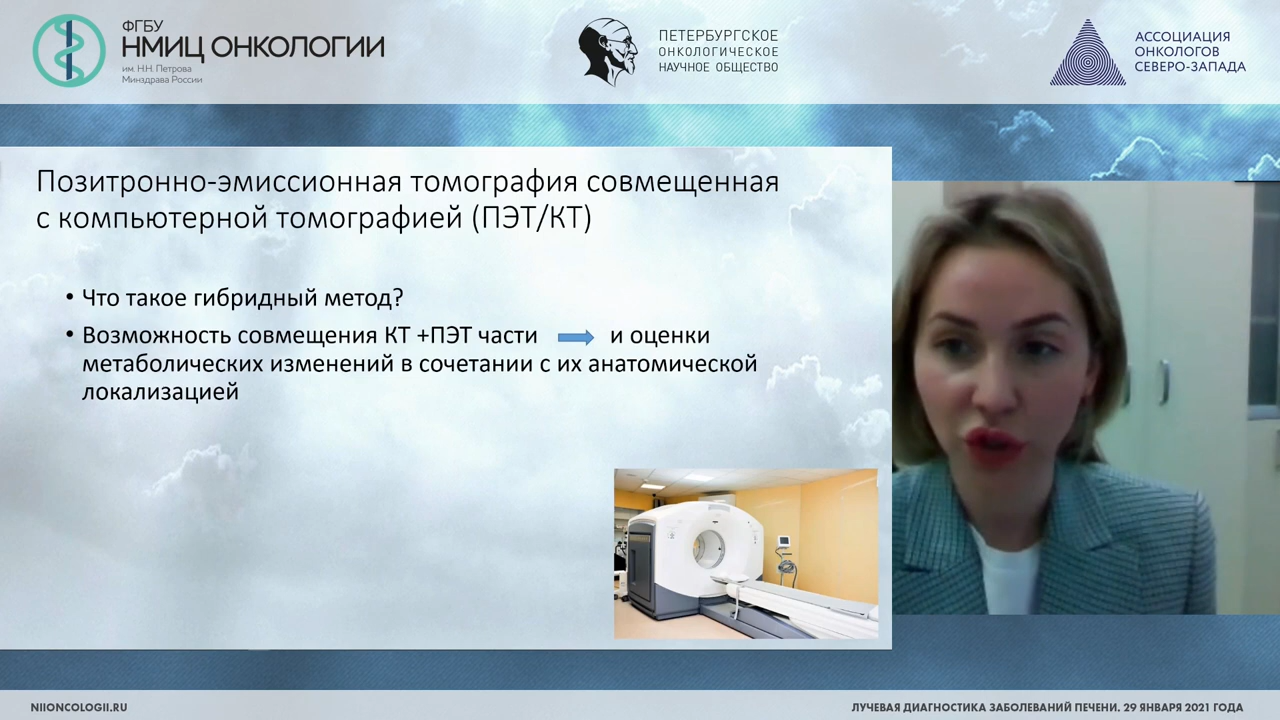 ФГБУ
НМИЦ ОНКОЛОГИИ
им. Н.Н. Петрова
Минздрава России
ПЕТЕРБУРГСКОЕ
ОНКОЛОГИЧЕСКОЕ
НАУЧНОЕ ОБЩЕСТВО
АССОЦИАЦИЯ
ОНКОЛОГОВ
СЕВЕРО-ЗАПАДА
Позитронно-эмиссионная томография совмещенная
с компьютерной томографией (ПЭТ/КТ)
• Что такое гибридный метод?
• Возможность совмещения КТ +ПЭТ части и оценки
метаболических изменений в сочетании с их анатомической
локализацией
NIIONCOLOGII.RU
ЛУЧЕВАЯ ДИАГНОСТИКА ЗАБОЛЕВАНИЙ ПЕЧЕНИ. 29 ЯНВАРЯ 2021 ГОДА